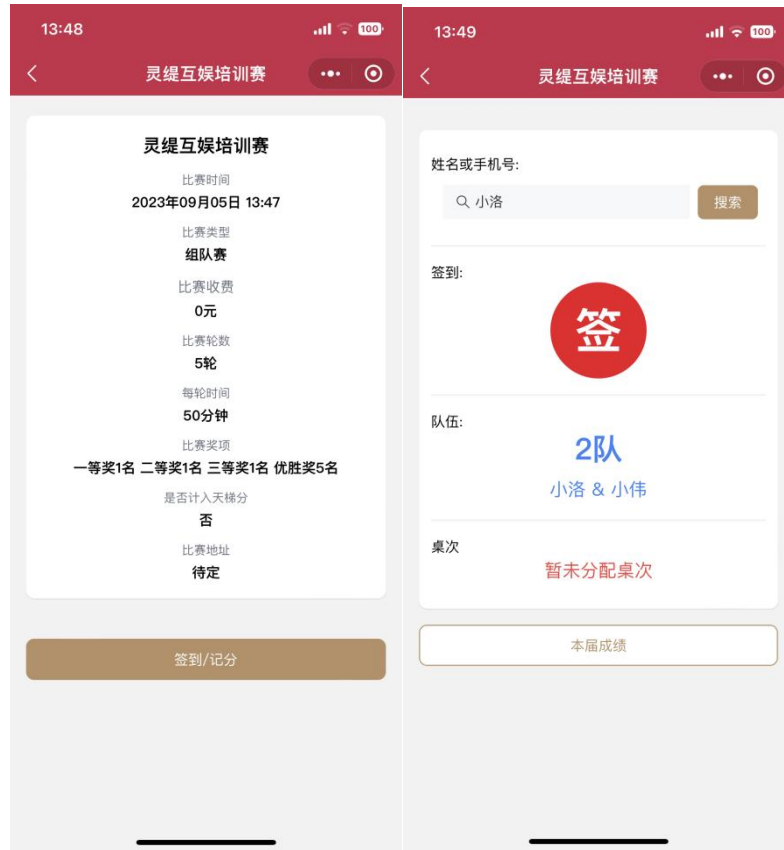 13:48
100
灵缇互娱培训赛
灵缇互娱培训赛
比赛时间
2023年09月05日 13:47
比赛类型
组队赛
比赛收费
0元
比赛轮数
5轮
每轮时间
50分钟
比赛奖项
一等奖1名 二等奖1名 三等奖1名 优胜奖5名
是否计入天梯分
否
比赛地址
待定
签到/记分
13:49
100
灵缇互娱培训赛
姓名或手机号:
小洛
搜索
签到:
签
队伍:
2队
小洛 & 小伟
桌次
暂未分配桌次
本届成绩